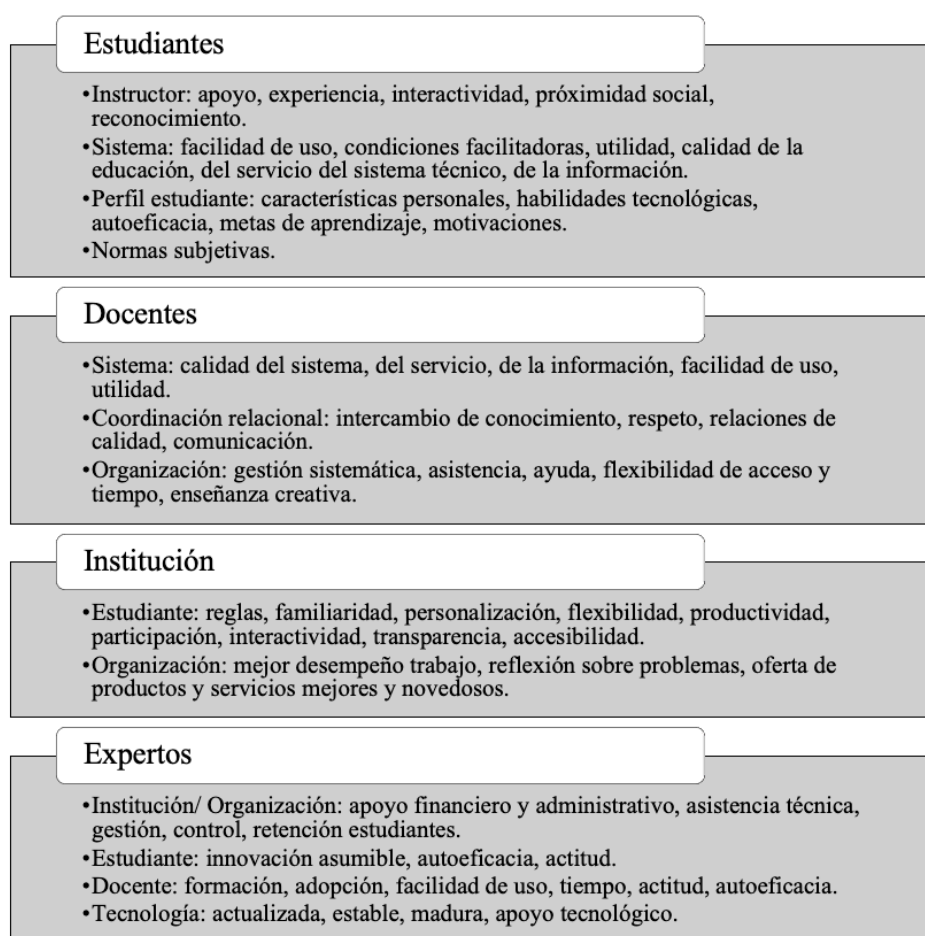 Estudiantes
•Instructor: apoyo, experiencia, interactividad, próximidad social,
reconocimiento.
•Sistema: facilidad de uso, condiciones facilitadoras, utilidad, calidad de la
educación, del servicio del sistema técnico, de la información.
•Perfil estudiante: características personales, habilidades tecnológicas,
autoeficacia, metas de aprendizaje, motivaciones.
•Normas subjetivas.
Docentes
•Sistema: calidad del sistema, del servicio, de la información, facilidad de uso,
utilidad.
•Coordinación relacional: intercambio de conocimiento, respeto, relaciones de
calidad, comunicación.
•Organización: gestión sistemática, asistencia, ayuda, flexibilidad de acceso y
tiempo, enseñanza creativa.
Institución
•Estudiante: reglas, familiaridad, personalización, flexibilidad, productividad,
participación, interactividad, transparencia, accesibilidad.
•Organización: mejor desempeño trabajo, reflexión sobre problemas, oferta de
productos y servicios mejores y novedosos.
Expertos
•Institución/ Organización: apoyo financiero y administrativo, asistencia técnica,
gestión, control, retención estudiantes.
•Estudiante: innovación asumible, autoeficacia, actitud.
•Docente: formación, adopción, facilidad de uso, tiempo, actitud, autoeficacia.
•Tecnología: actualizada, estable, madura, apoyo tecnológico.